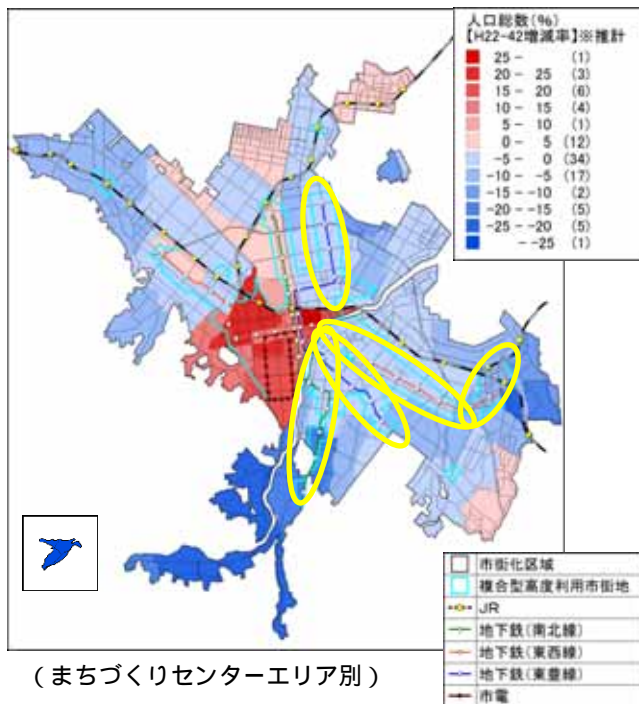 人口総数(%)
【H22-42増減率】※推計
25 - (1)
20 - 25 (3)
15 - 20 (6)
10 - 15 (4)
5 - 10 (1)
0 - 5 (12)
-5 - 0 (34)
-10 - -5 (17)
-15 - -10 (2)
-20 - -15 (5)
-25 - -20 (5)
- -25 (1)
市街化区域
複合型高度利用市街地
JR
地下鉄(南北線)
地下鉄(東西線)
地下鉄(東豊線)
市電
(まちづくりセンターエリア別)